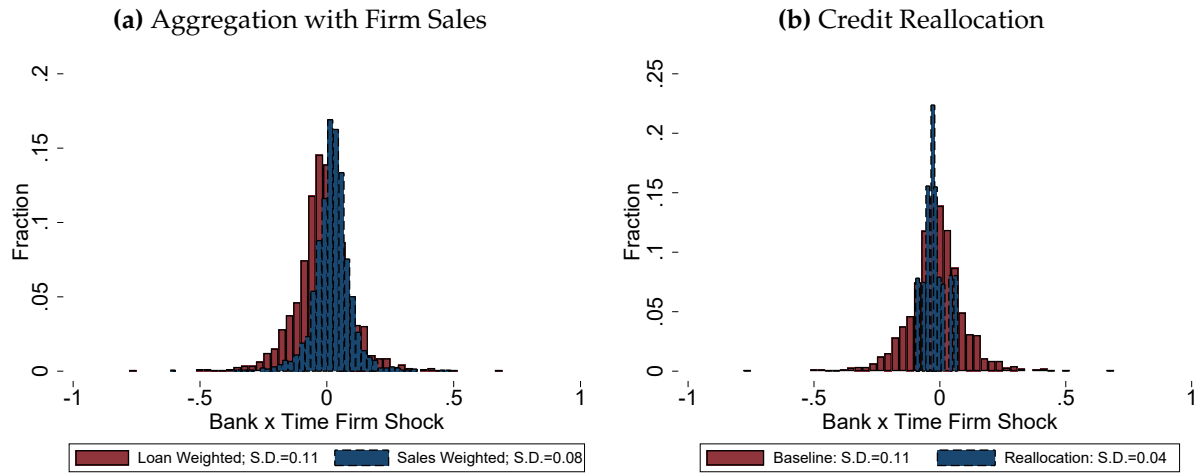 (a) Aggregation with Firm Sales
.2
.15
.1
.05
0
Fraction
-1 -.5 0 .5 1
Bank x Time Firm Shock
Loan Weighted; S.D.=0.11 Sales Weighted; S.D.=0.08
(b) Credit Reallocation
.25
.2
.15
.1
.05
0
Fraction
-1 -.5 0 .5 1
Bank x Time Firm Shock
Baseline: S.D.=0.11 Reallocation: S.D.=0.04